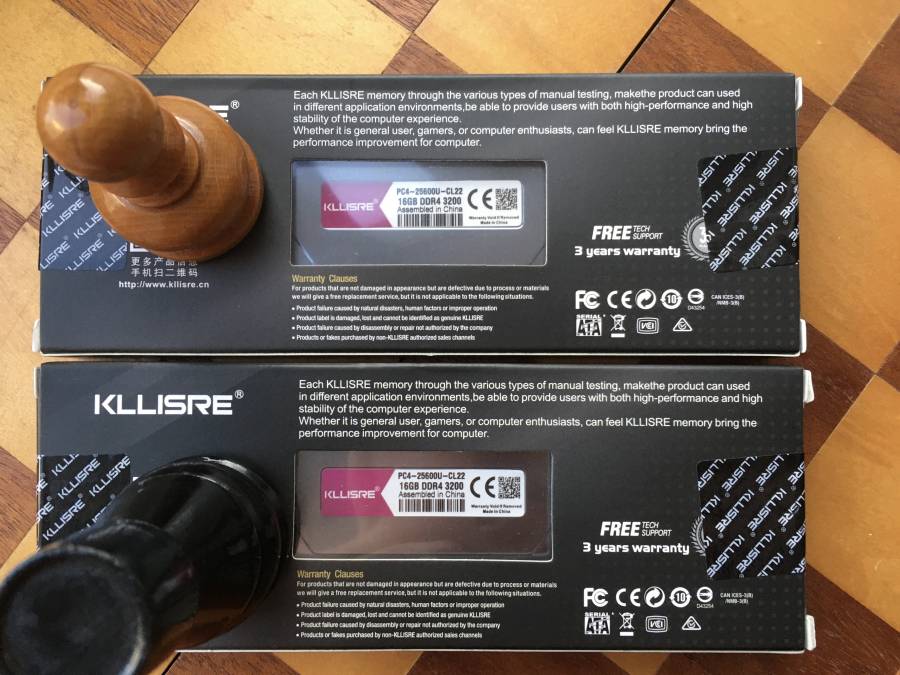 Each KLLISRE memory through the various types of manual testing, makethe product can used
in different application environments,be able to provide users with both high-performance and high
stability of the computer experience.
Whether it is general user, gamers, or computer enthusiasts, can feel KLLISRE memory bring the
performance improvement for computer.
KLLISRE®
PC4-25600U-CL22
16GB DDR4 3200
Assembled in China
CE
Warranty Void If Removed
Made in China
FREE TECH SUPPORT
3 years warranty
更多产品信息
手机扫二维码
http://www.kllisre.cn
Warranty Clauses
For products that are not damaged in appearance but are defective due to process or materials
we will give a free replacement service, but it is not applicable to the following situations.
• Product failure caused by natural disasters, human factors or improper operation
• Product label is damaged, lost and cannot be identified as genuine KLLISRE
• Product failure caused by disassembly or repair not authorized by the company
• Products or fakes purchased by non-KLLISRE authorized sales channels
FC CE 10 D43254 CAN ICES-3(B)
/NMB-3(B)
SERIAL ATA
KLLISRE®
Each KLLISRE memory through the various types of manual testing, makethe product can used
in different application environments,be able to provide users with both high-performance and high
stability of the computer experience.
Whether it is general user, gamers, or computer enthusiasts, can feel KLLISRE memory bring the
performance improvement for computer.
KLLISRE®
PC4-25600U-CL22
16GB DDR4 3200
Assembled in China
CE
Warranty Void If Removed
Made in China
FREE TECH SUPPORT
3 years warranty
Warranty Clauses
For products that are not damaged in appearance but are defective due to process or materials
we will give a free replacement service, but it is not applicable to the following situations.
• Product failure caused by natural disasters, human factors or improper operation
• Product label is damaged, lost and cannot be identified as genuine KLLISRE
• Product failure caused by disassembly or repair not authorized by the company
• Products or fakes purchased by non-KLLISRE authorized sales channels
FC CE 10 D43254 CAN ICES-3(B)
/NMB-3(B)
SERIAL ATA